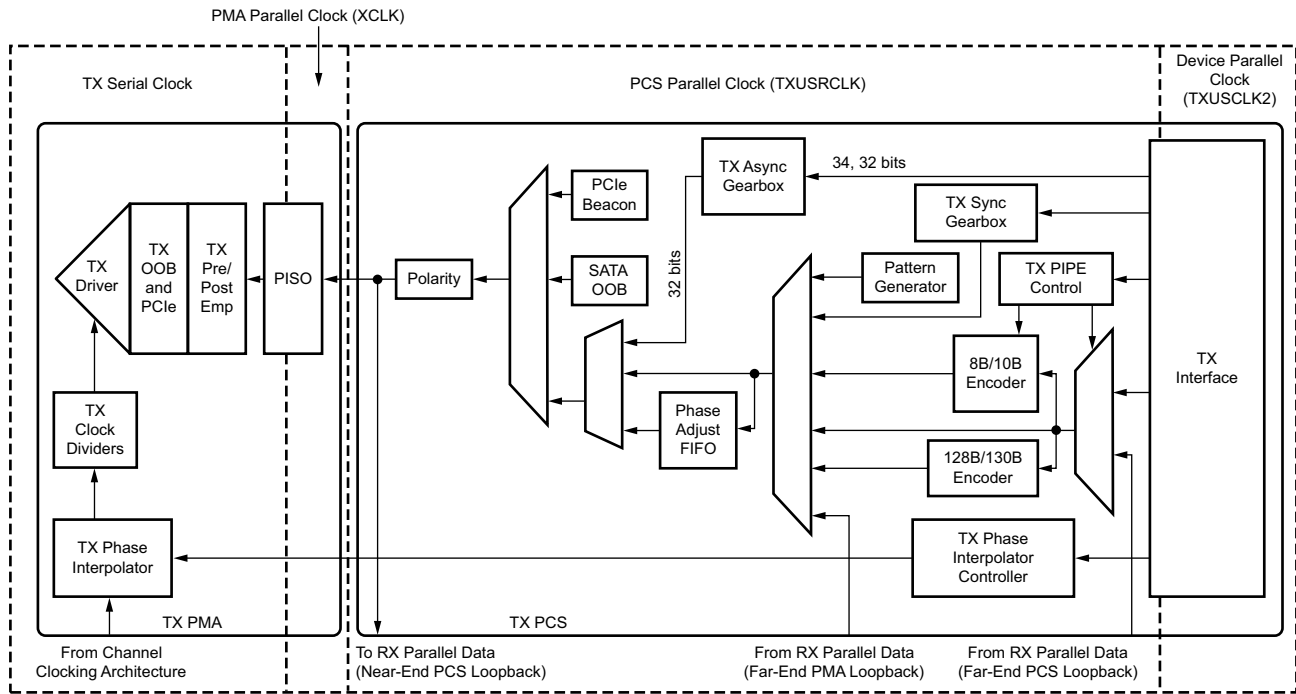 PMA Parallel Clock (XCLK)
TX Serial Clock
PCS Parallel Clock (TXUSRCLK)
Device Parallel
Clock
(TXUSCLK2)
TX Async
Gearbox
34, 32 bits
PCIe
Beacon
TX Sync
Gearbox
TX
Driver
TX
OOB
and
PCIe
TX
Pre/
Post
Emp
PISO
Polarity
SATA
OOB
32 bits
Pattern
Generator
TX PIPE
Control
TX
Interface
8B/10B
Encoder
TX
Clock
Dividers
Phase
Adjust
FIFO
128B/130B
Encoder
TX Phase
Interpolator
TX Phase
Interpolator
Controller
TX PMA
TX PCS
From Channel
Clocking Architecture
To RX Parallel Data
(Near-End PCS Loopback)
From RX Parallel Data
(Far-End PMA Loopback)
From RX Parallel Data
(Far-End PCS Loopback)